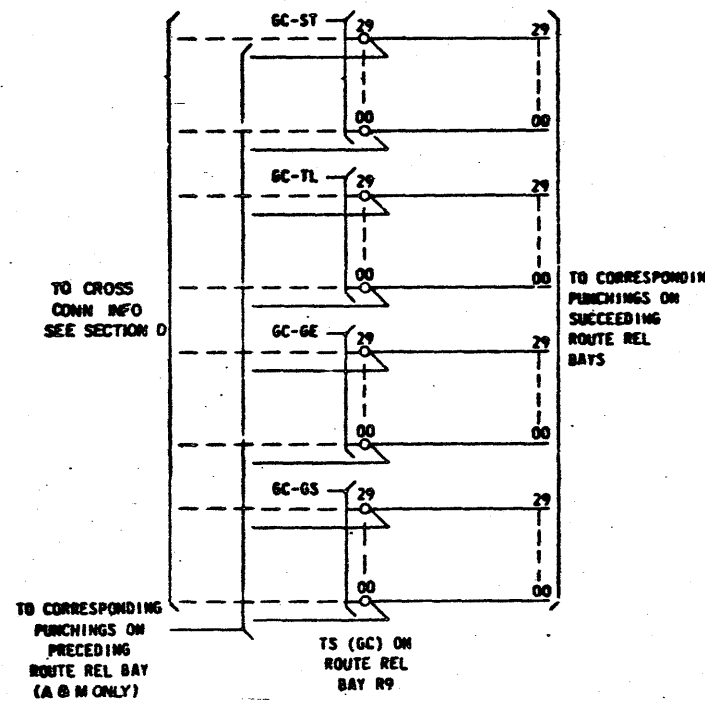 GC-ST
29 29
00 00
GC-TL
29 29
00 00
TO CROSS
CONN INFO
SEE SECTION D
TO CORRESPONDIN
PUNCHINGS ON
SUCCEEDING
ROUTE REL
BAYS
GC-GE
29 29
00 00
GC-GS
29 29
00 00
TO CORRESPONDING
PUNCHINGS ON
PRECEDING
ROUTE REL BAY
(A & M ONLY)
TS (GC) ON
ROUTE REL
BAY R9